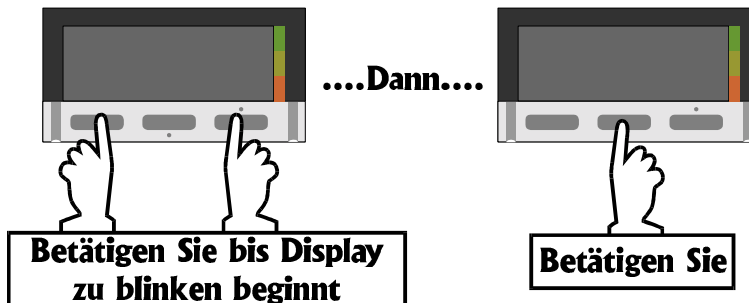 ....Dann....
Betätigen Sie bis Display
zu blinken beginnt
Betätigen Sie